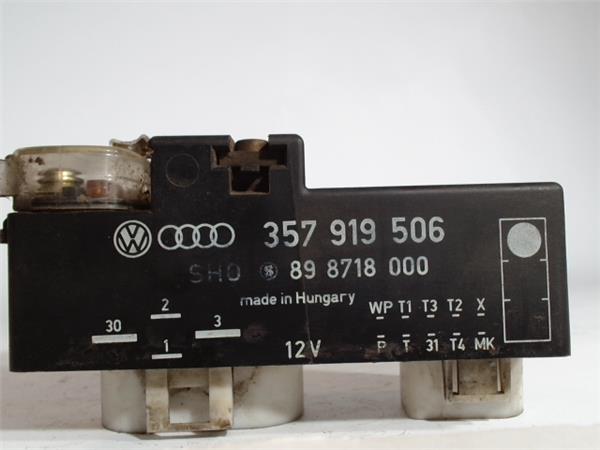 357 919 506
SHO 89 8718 000
made in Hungary
2
30
3
1
12V
WP T1 T3 T2 X
P T 31 T4 MK